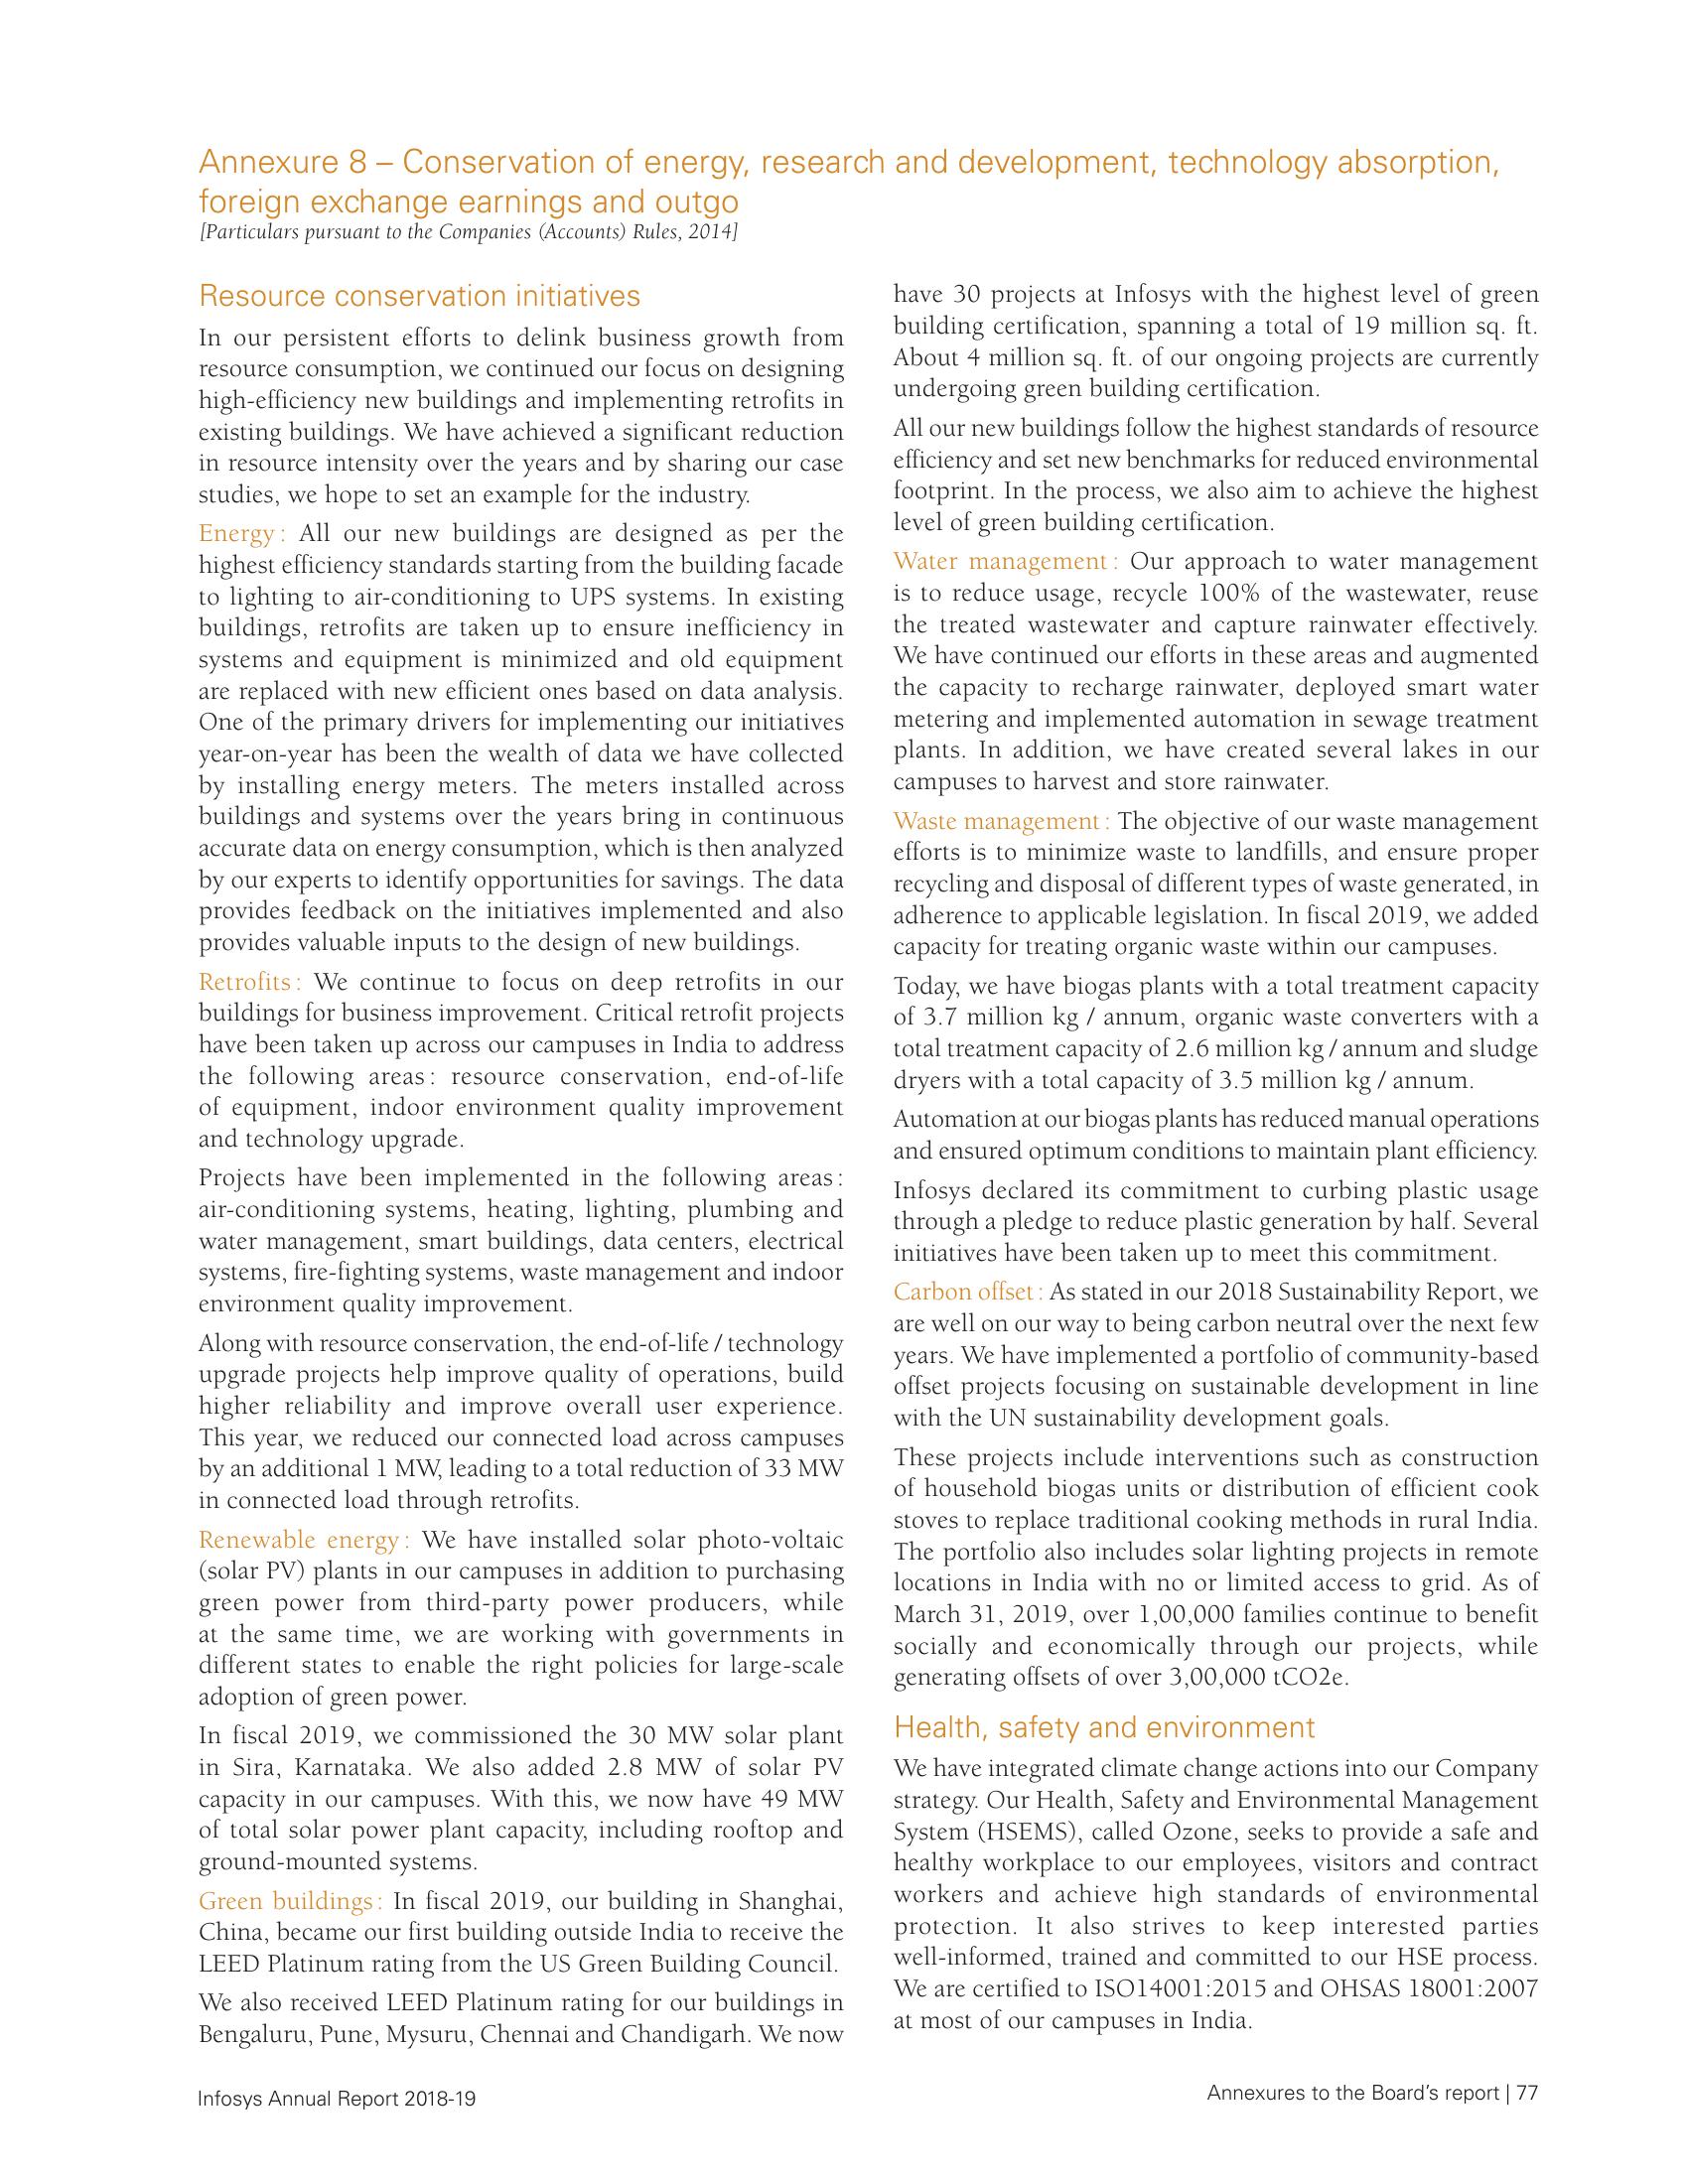 Annexure 8 – Conservation of energy, research and development, technology absorption,
foreign exchange earnings and outgo
[Particulars pursuant to the Companies (Accounts) Rules, 2014]
Resource conservation initiatives
In our persistent efforts to delink business growth from
resource consumption, we continued our focus on designing
high-efficiency new buildings and implementing retrofits in
existing buildings. We have achieved a significant reduction
in resource intensity over the years and by sharing our case
studies, we hope to set an example for the industry.
Energy : All our new buildings are designed as per the
highest efficiency standards starting from the building facade
to lighting to air-conditioning to UPS systems. In existing
buildings, retrofits are taken up to ensure inefficiency in
systems and equipment is minimized and old equipment
are replaced with new efficient ones based on data analysis.
One of the primary drivers for implementing our initiatives
year-on-year has been the wealth of data we have collected
by installing energy meters. The meters installed across
buildings and systems over the years bring in continuous
accurate data on energy consumption, which is then analyzed
by our experts to identify opportunities for savings. The data
provides feedback on the initiatives implemented and also
provides valuable inputs to the design of new buildings.
Retrofits : We continue to focus on deep retrofits in our
buildings for business improvement. Critical retrofit projects
have been taken up across our campuses in India to address
the following areas : resource conservation, end-of-life
of equipment, indoor environment quality improvement
and technology upgrade.
Projects have been implemented in the following areas :
air-conditioning systems, heating, lighting, plumbing and
water management, smart buildings, data centers, electrical
systems, fire-fighting systems, waste management and indoor
environment quality improvement.
Along with resource conservation, the end-of-life / technology
upgrade projects help improve quality of operations, build
higher reliability and improve overall user experience.
This year, we reduced our connected load across campuses
by an additional 1 MW, leading to a total reduction of 33 MW
in connected load through retrofits.
Renewable energy : We have installed solar photo-voltaic
(solar PV) plants in our campuses in addition to purchasing
green power from third-party power producers, while
at the same time, we are working with governments in
different states to enable the right policies for large-scale
adoption of green power.
In fiscal 2019, we commissioned the 30 MW solar plant
in Sira, Karnataka. We also added 2.8 MW of solar PV
capacity in our campuses. With this, we now have 49 MW
of total solar power plant capacity, including rooftop and
ground-mounted systems.
Green buildings : In fiscal 2019, our building in Shanghai,
China, became our first building outside India to receive the
LEED Platinum rating from the US Green Building Council.
We also received LEED Platinum rating for our buildings in
Bengaluru, Pune, Mysuru, Chennai and Chandigarh. We now
have 30 projects at Infosys with the highest level of green
building certification, spanning a total of 19 million sq. ft.
About 4 million sq. ft. of our ongoing projects are currently
undergoing green building certification.
All our new buildings follow the highest standards of resource
efficiency and set new benchmarks for reduced environmental
footprint. In the process, we also aim to achieve the highest
level of green building certification.
Water management : Our approach to water management
is to reduce usage, recycle 100% of the wastewater, reuse
the treated wastewater and capture rainwater effectively.
We have continued our efforts in these areas and augmented
the capacity to recharge rainwater, deployed smart water
metering and implemented automation in sewage treatment
plants. In addition, we have created several lakes in our
campuses to harvest and store rainwater.
Waste management : The objective of our waste management
efforts is to minimize waste to landfills, and ensure proper
recycling and disposal of different types of waste generated, in
adherence to applicable legislation. In fiscal 2019, we added
capacity for treating organic waste within our campuses.
Today, we have biogas plants with a total treatment capacity
of 3.7 million kg / annum, organic waste converters with a
total treatment capacity of 2.6 million kg / annum and sludge
dryers with a total capacity of 3.5 million kg / annum.
Automation at our biogas plants has reduced manual operations
and ensured optimum conditions to maintain plant efficiency.
Infosys declared its commitment to curbing plastic usage
through a pledge to reduce plastic generation by half. Several
initiatives have been taken up to meet this commitment.
Carbon offset : As stated in our 2018 Sustainability Report, we
are well on our way to being carbon neutral over the next few
years. We have implemented a portfolio of community-based
offset projects focusing on sustainable development in line
with the UN sustainability development goals.
These projects include interventions such as construction
of household biogas units or distribution of efficient cook
stoves to replace traditional cooking methods in rural India.
The portfolio also includes solar lighting projects in remote
locations in India with no or limited access to grid. As of
March 31, 2019, over 1,00,000 families continue to benefit
socially and economically through our projects, while
generating offsets of over 3,00,000 tCO2e.
Health, safety and environment
We have integrated climate change actions into our Company
strategy. Our Health, Safety and Environmental Management
System (HSEMS), called Ozone, seeks to provide a safe and
healthy workplace to our employees, visitors and contract
workers and achieve high standards of environmental
protection. It also strives to keep interested parties
well-informed, trained and committed to our HSE process.
We are certified to ISO14001:2015 and OHSAS 18001:2007
at most of our campuses in India.
Infosys Annual Report 2018-19
Annexures to the Board’s report | 77